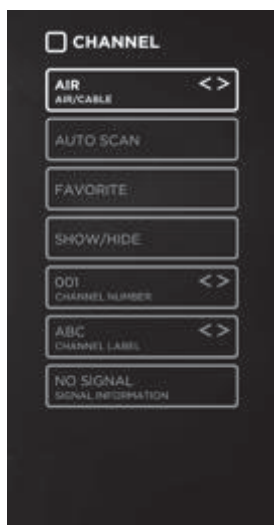 CHANNEL
AIR < >
AIR/CABLE
AUTO SCAN
FAVORITE
SHOW/HIDE
001 < >
CHANNEL NUMBER
ABC < >
CHANNEL LABEL
NO SIGNAL
SIGNAL INFORMATION